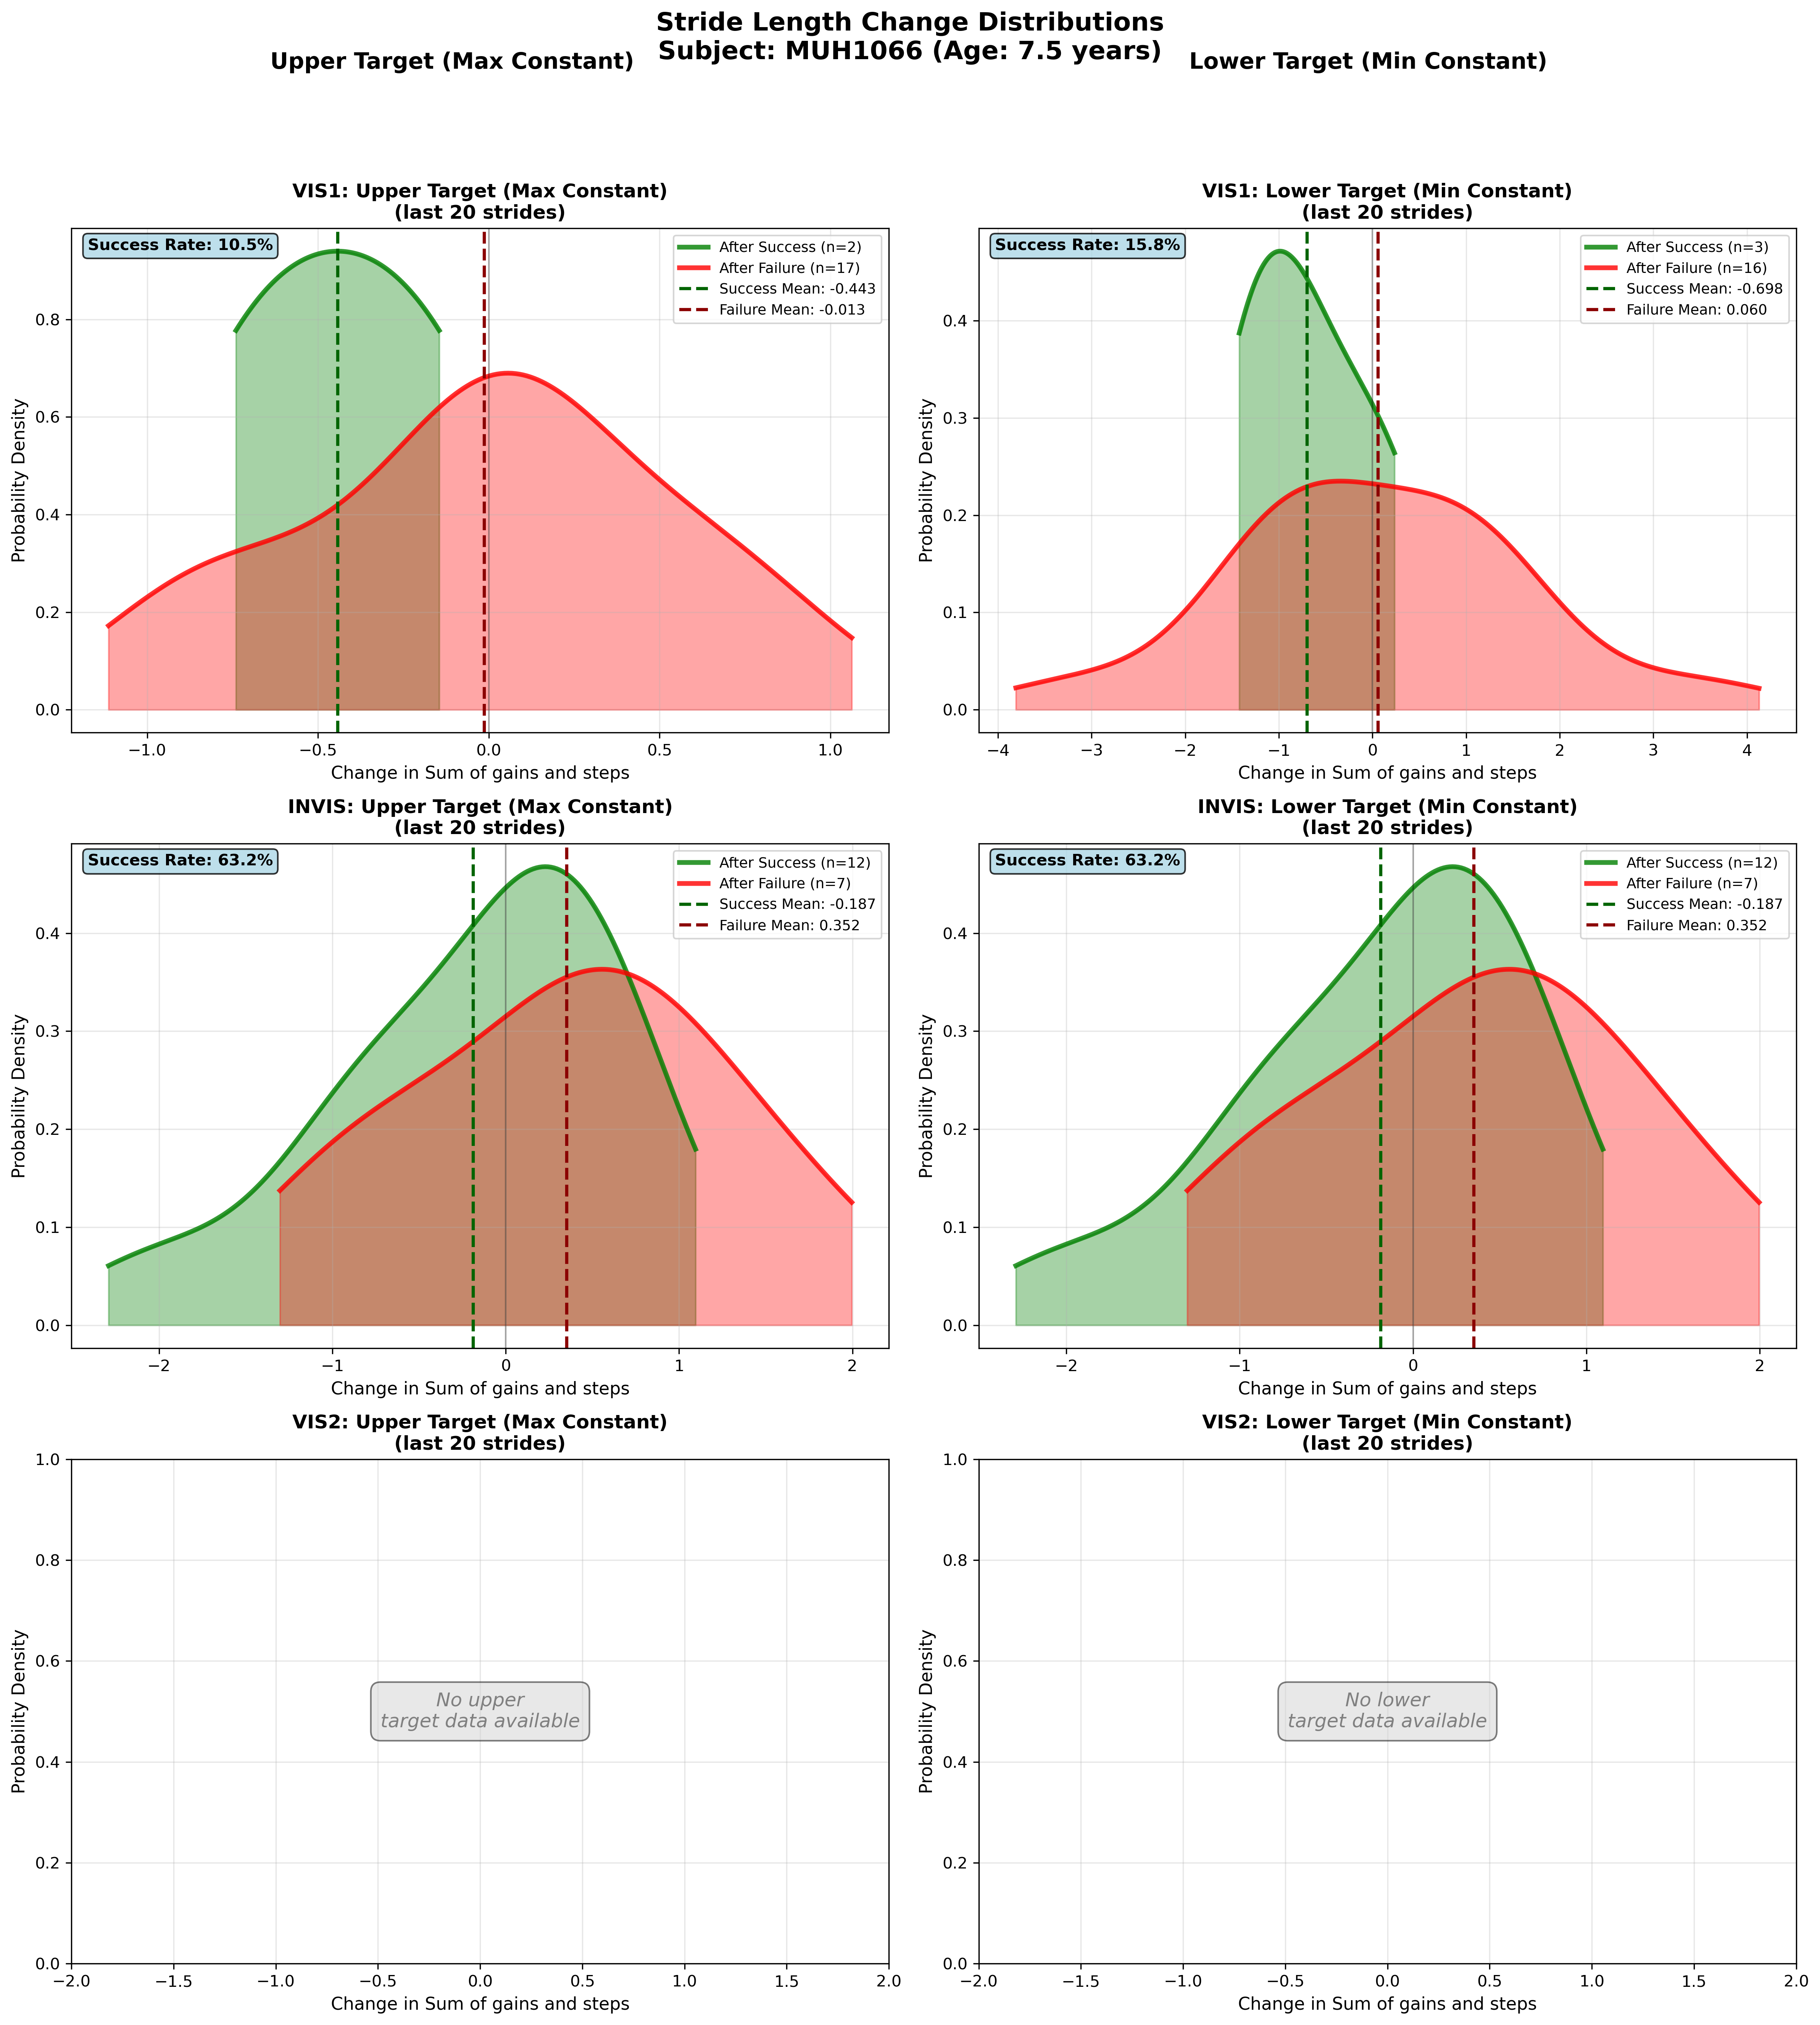 Stride Length Change Distributions
Subject: MUH1066 (Age: 7.5 years)
Upper Target (Max Constant)
Lower Target (Min Constant)
VIS1: Upper Target (Max Constant)
(last 20 strides)
Success Rate: 10.5%
After Success (n=2)
After Failure (n=17)
Success Mean: -0.443
Failure Mean: -0.013
Probability Density
0.8
0.6
0.4
0.2
0.0
−1.0 −0.5 0.0 0.5 1.0
Change in Sum of gains and steps
VIS1: Lower Target (Min Constant)
(last 20 strides)
Success Rate: 15.8%
After Success (n=3)
After Failure (n=16)
Success Mean: -0.698
Failure Mean: 0.060
Probability Density
0.4
0.3
0.2
0.1
0.0
−4 −3 −2 −1 0 1 2 3 4
Change in Sum of gains and steps
INVIS: Upper Target (Max Constant)
(last 20 strides)
Success Rate: 63.2%
After Success (n=12)
After Failure (n=7)
Success Mean: -0.187
Failure Mean: 0.352
Probability Density
0.4
0.3
0.2
0.1
0.0
−2 −1 0 1 2
Change in Sum of gains and steps
INVIS: Lower Target (Min Constant)
(last 20 strides)
Success Rate: 63.2%
After Success (n=12)
After Failure (n=7)
Success Mean: -0.187
Failure Mean: 0.352
Probability Density
0.4
0.3
0.2
0.1
0.0
−2 −1 0 1 2
Change in Sum of gains and steps
VIS2: Upper Target (Max Constant)
(last 20 strides)
Probability Density
1.0
0.8
0.6
0.4
0.2
0.0
No upper
target data available
−2.0 −1.5 −1.0 −0.5 0.0 0.5 1.0 1.5 2.0
Change in Sum of gains and steps
VIS2: Lower Target (Min Constant)
(last 20 strides)
Probability Density
1.0
0.8
0.6
0.4
0.2
0.0
No lower
target data available
−2.0 −1.5 −1.0 −0.5 0.0 0.5 1.0 1.5 2.0
Change in Sum of gains and steps